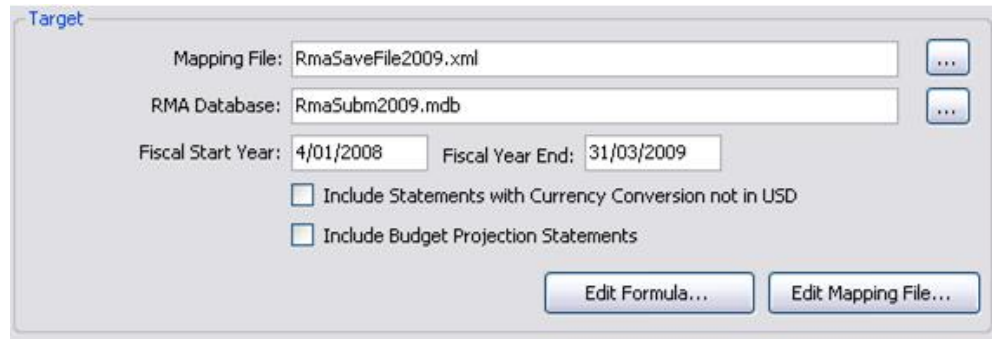 Target
Mapping File: RmaSaveFile2009.xml ...
RMA Database: RmaSubm2009.mdb ...
Fiscal Start Year: 4/01/2008 Fiscal Year End: 31/03/2009
Include Statements with Currency Conversion not in USD
Include Budget Projection Statements
Edit Formula... Edit Mapping File...